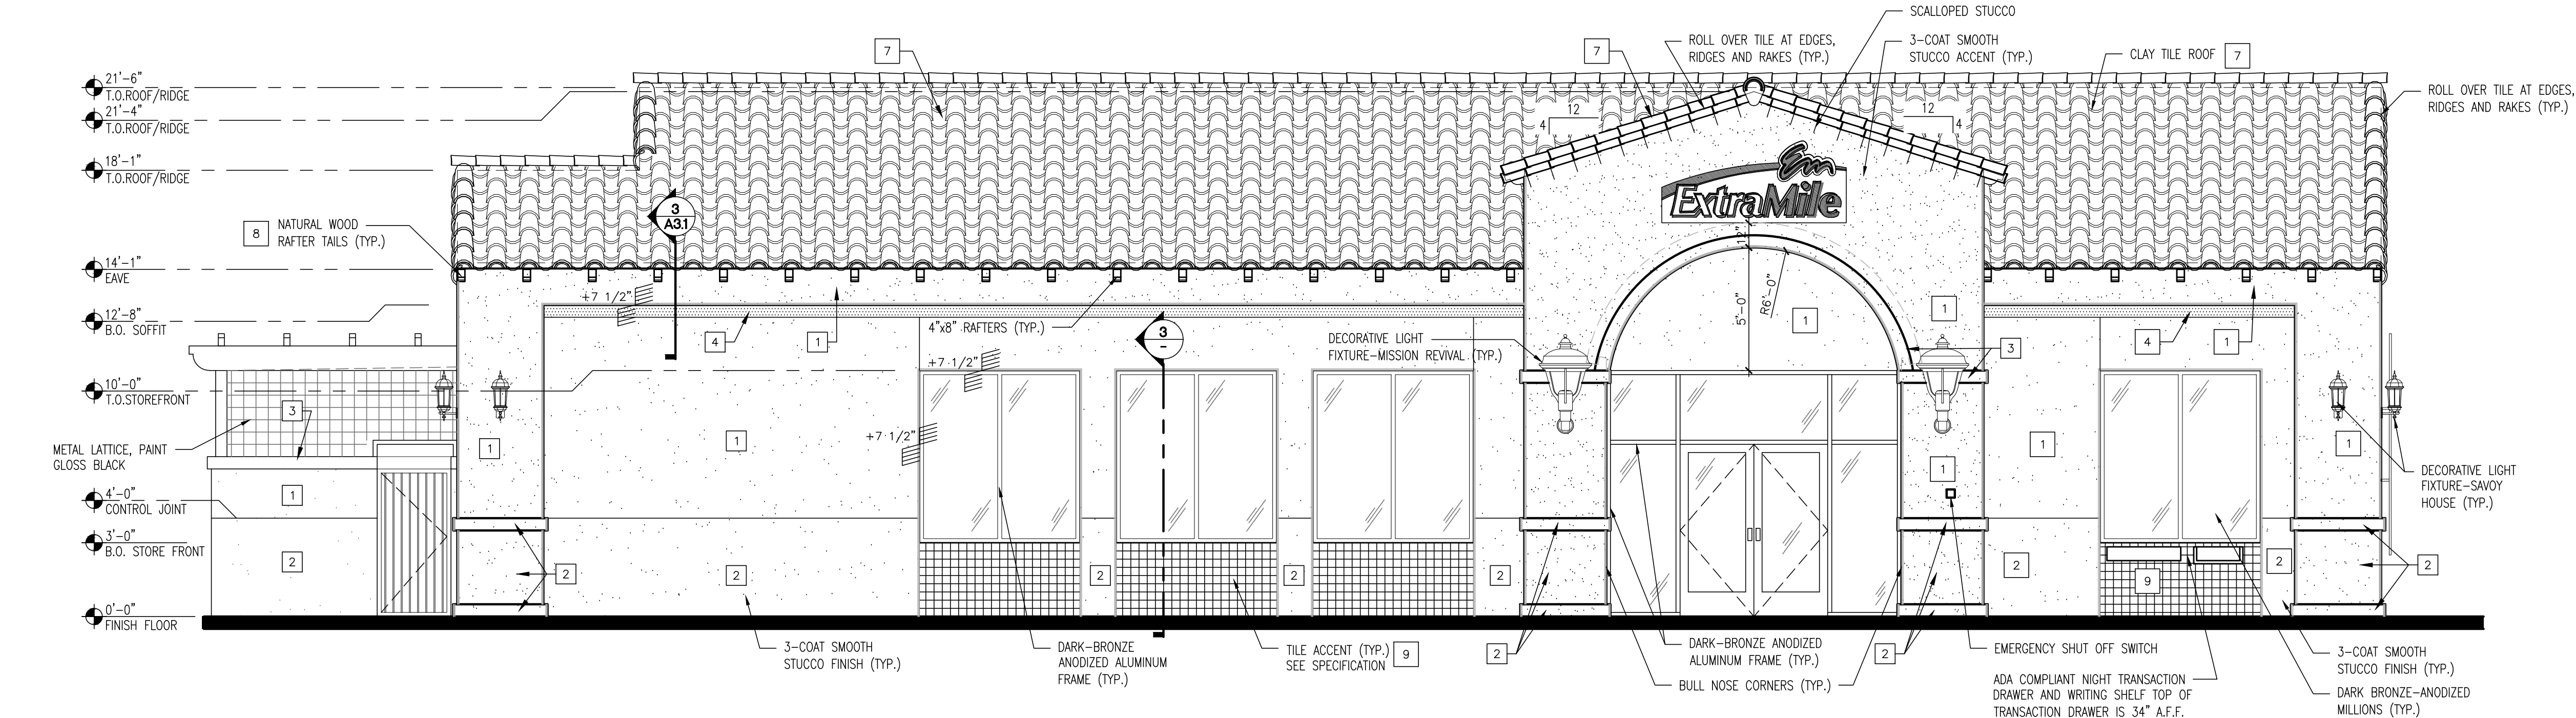 21'-6"
T.O.ROOF/RIDGE
21'-4"
T.O.ROOF/RIDGE
18'-1"
T.O.ROOF/RIDGE
8
NATURAL WOOD
RAFTER TAILS (TYP.)
14'-1"
EAVE
12'-8"
B.O. SOFFIT
10'-0"
T.O.STOREFRONT
METAL LATTICE, PAINT
GLOSS BLACK
4'-0"
CONTROL JOINT
3'-0"
B.O. STORE FRONT
0'-0"
FINISH FLOOR
3
1
2
7
3
A3.1
+7 1/2"
4
1
4"x8" RAFTERS (TYP.)
3
-
+7 1/2"
+7 1/2"
1
1
2
2
2
2
2
3-COAT SMOOTH
STUCCO FINISH (TYP.)
DARK-BRONZE
ANODIZED ALUMINUM
FRAME (TYP.)
TILE ACCENT (TYP.)
SEE SPECIFICATION
9
7
ROLL OVER TILE AT EDGES,
RIDGES AND RAKES (TYP.)
SCALLOPED STUCCO
3-COAT SMOOTH
STUCCO ACCENT (TYP.)
CLAY TILE ROOF
7
ROLL OVER TILE AT EDGES,
RIDGES AND RAKES (TYP.)
12
4
12
4
Em
ExtraMile
12"
5'-0"
R6'-0"
1
1
DECORATIVE LIGHT
FIXTURE-MISSION REVIVAL (TYP.)
3
4
1
1
1
1
DECORATIVE LIGHT
FIXTURE-SAVOY
HOUSE (TYP.)
2
2
9
2
2
2
DARK-BRONZE ANODIZED
ALUMINUM FRAME (TYP.)
BULL NOSE CORNERS (TYP.)
2
EMERGENCY SHUT OFF SWITCH
ADA COMPLIANT NIGHT TRANSACTION
DRAWER AND WRITING SHELF TOP OF
TRANSACTION DRAWER IS 34" A.F.F.
3-COAT SMOOTH
STUCCO FINISH (TYP.)
DARK BRONZE-ANODIZED
MILLIONS (TYP.)